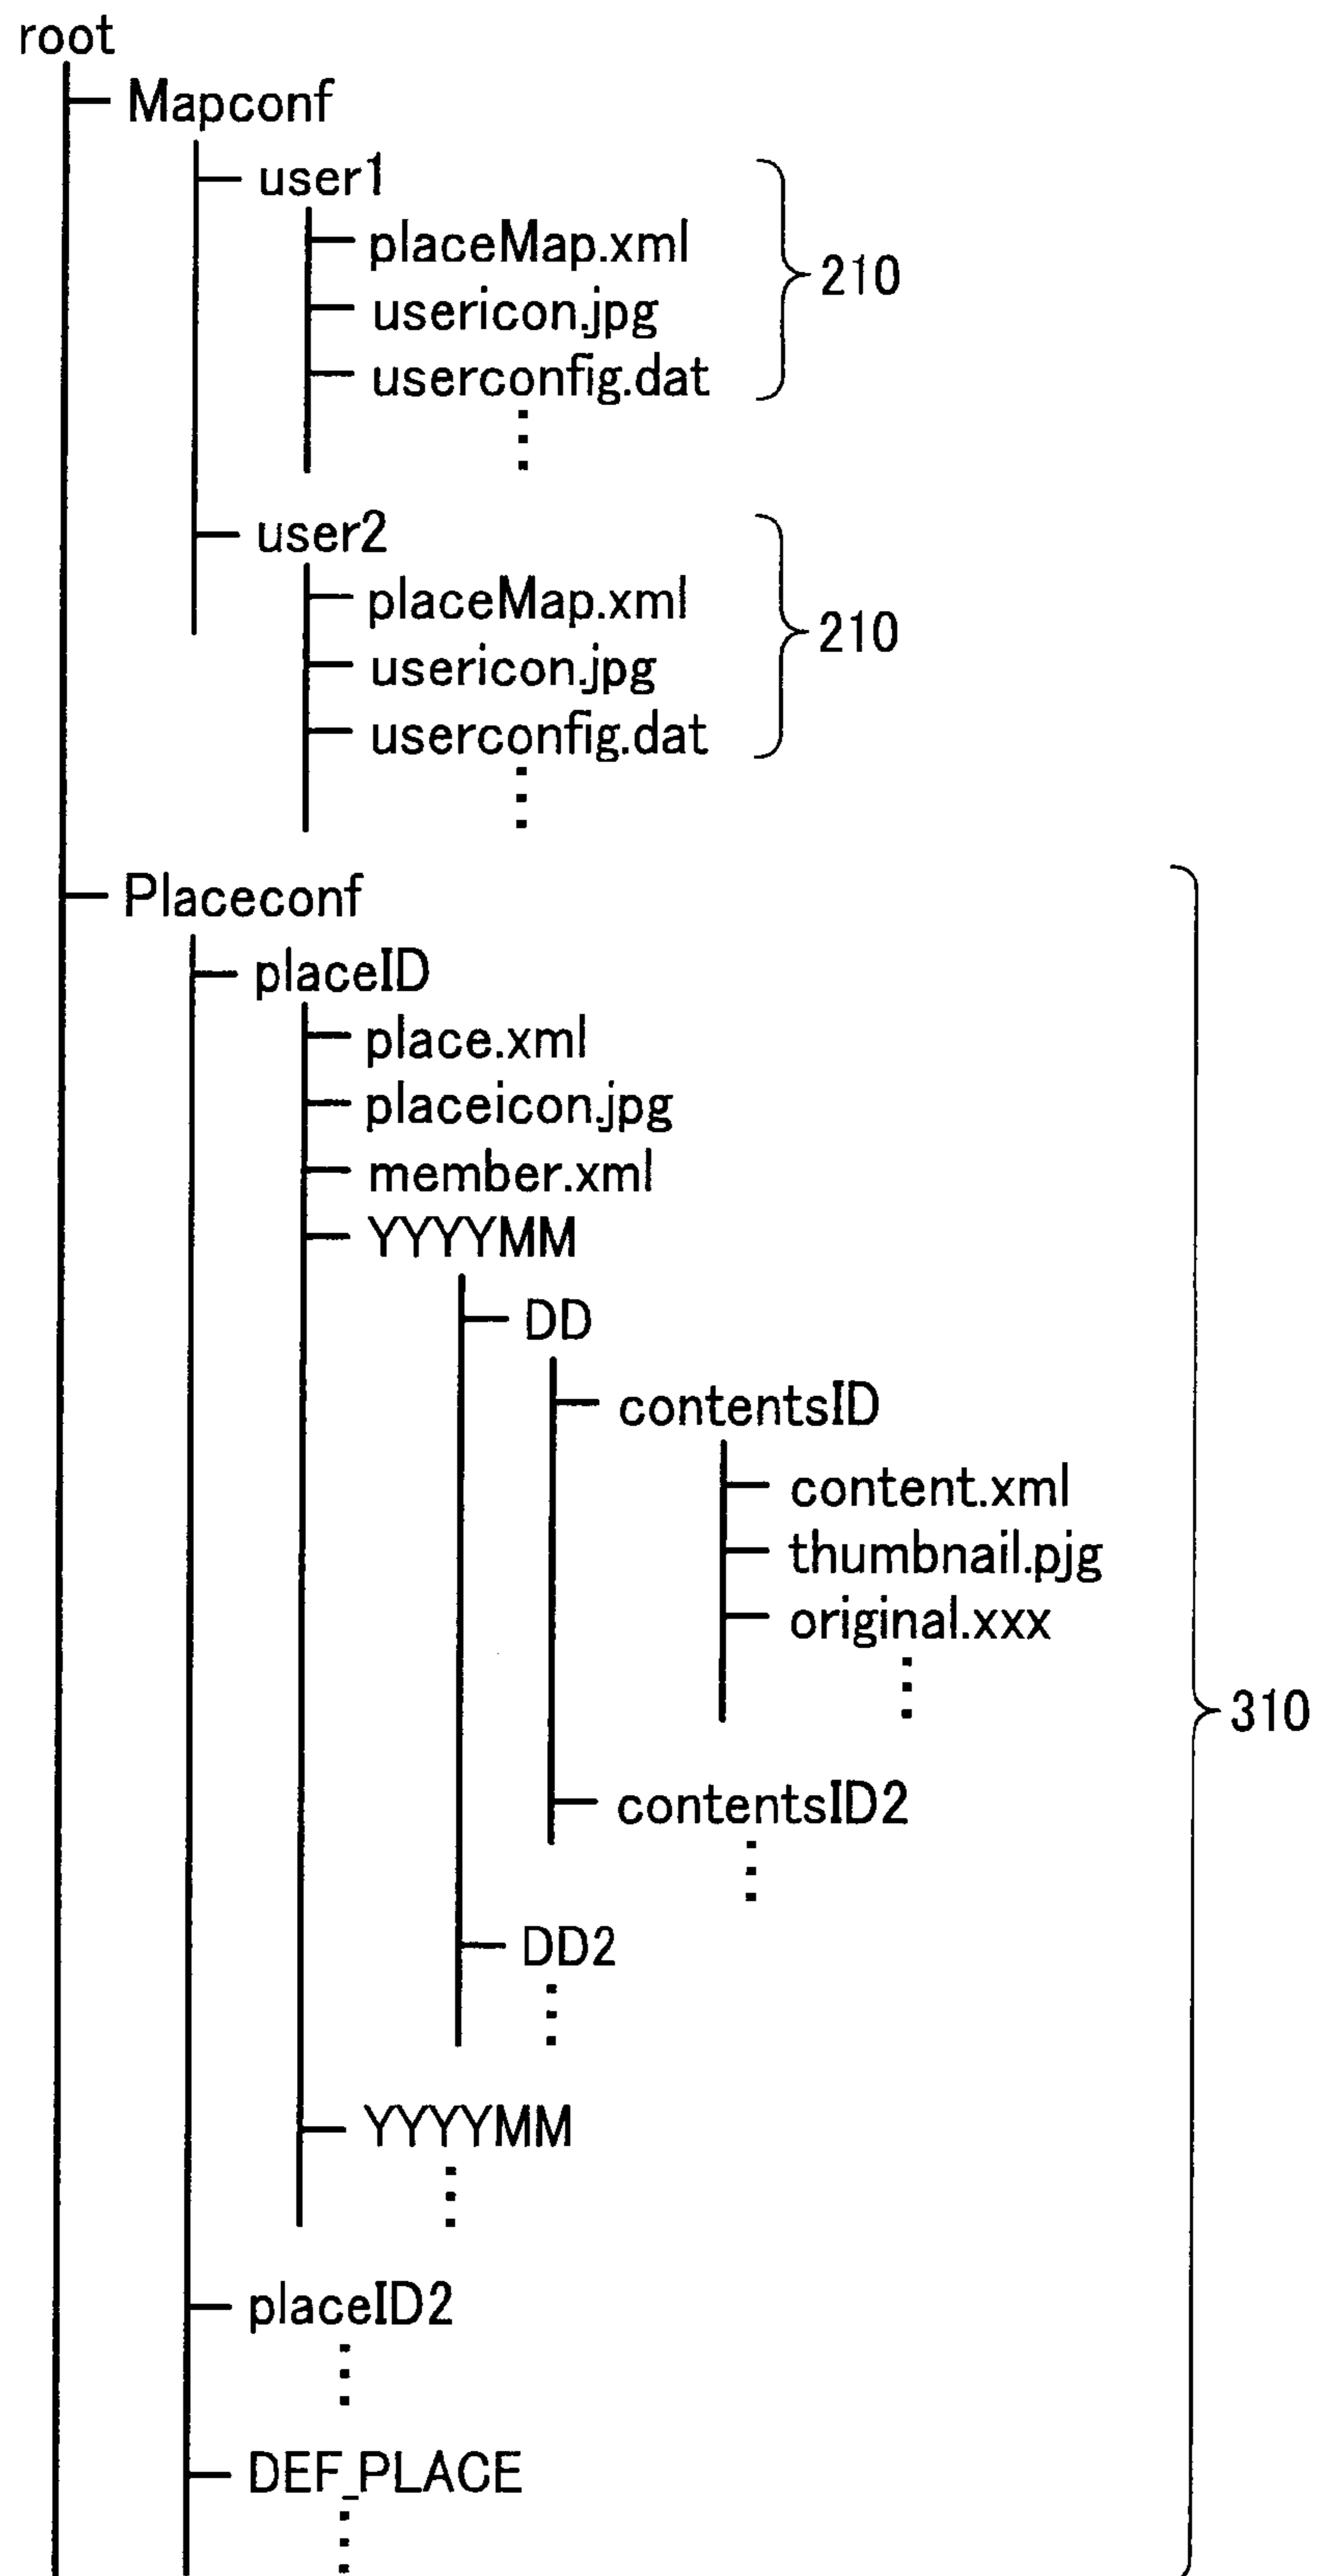 root
Mapconf
user1
placeMap.xml
210
usericon.jpg
userconfig.dat
user2
placeMap.xml
210
usericon.jpg
userconfig.dat
Placeconf
placeID
place.xml
placeicon.jpg
member.xml
YYYYMM
DD
contentsID
content.xml
thumbnail.pjg
original.xxx
310
contentsID2
DD2
YYYYMM
placeID2
DEF_PLACE